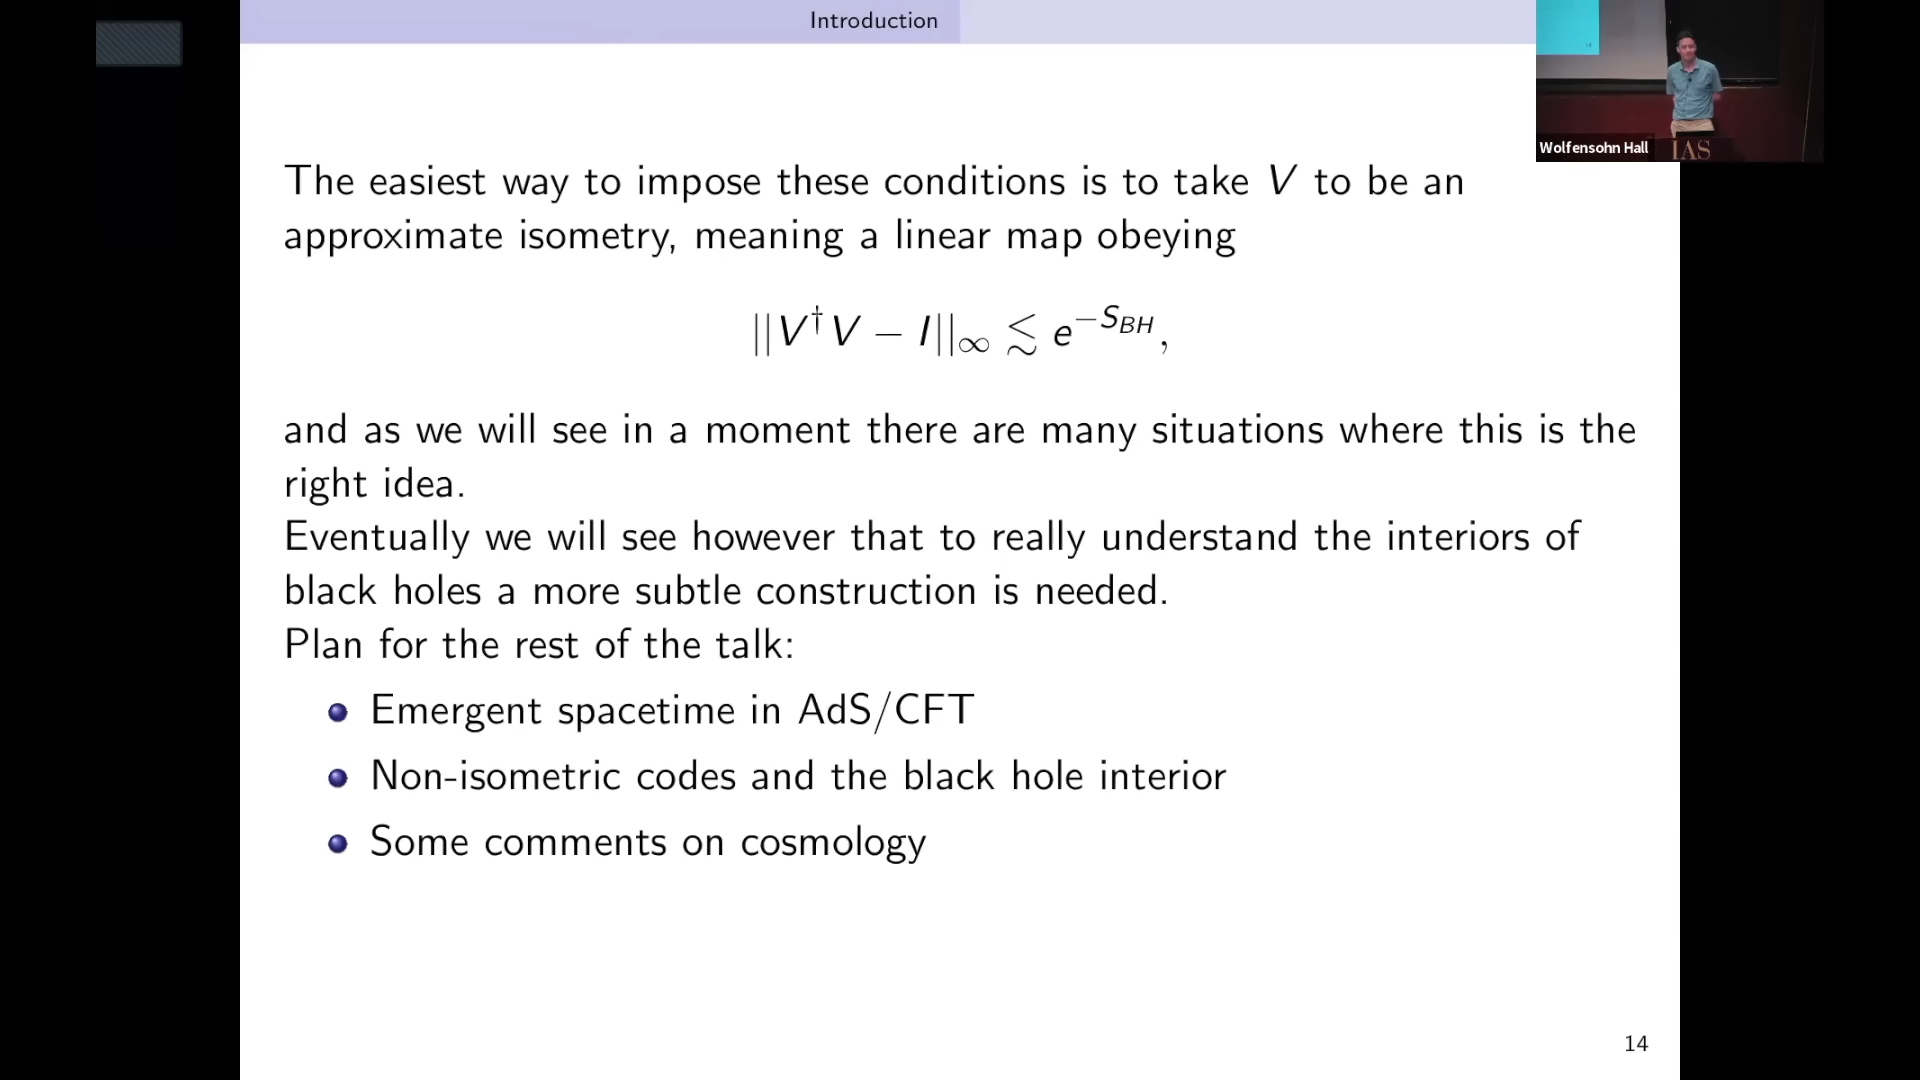 Introduction
Wolfensohn Hall
IAS
The easiest way to impose these conditions is to take V to be an
approximate isometry, meaning a linear map obeying
||V†V − I||∞ ≲ e^{−S_{BH}},
and as we will see in a moment there are many situations where this is the
right idea.
Eventually we will see however that to really understand the interiors of
black holes a more subtle construction is needed.
Plan for the rest of the talk:
Emergent spacetime in AdS/CFT
Non-isometric codes and the black hole interior
Some comments on cosmology
14